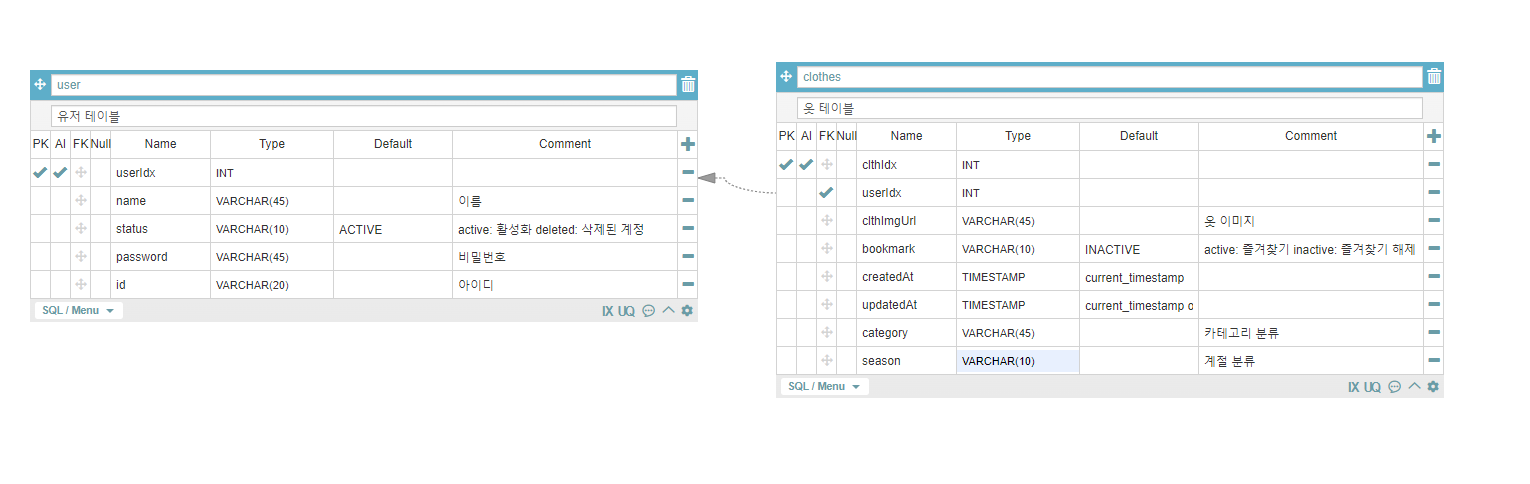 user
유저 테이블
PK AI FK Null Name Type Default Comment
userIdx INT
name VARCHAR(45) 이름
status VARCHAR(10) ACTIVE active: 활성화 deleted: 삭제된 계정
password VARCHAR(45) 비밀번호
id VARCHAR(20) 아이디
SQL / Menu IX UQ
clothes
옷 테이블
PK AI FK Null Name Type Default Comment
clthIdx INT
userIdx INT
clthImgUrl VARCHAR(45) 옷 이미지
bookmark VARCHAR(10) INACTIVE active: 즐겨찾기 inactive: 즐겨찾기 해제
createdAt TIMESTAMP current_timestamp
updatedAt TIMESTAMP current_timestamp o
category VARCHAR(45) 카테고리 분류
season VARCHAR(10) 계절 분류
SQL / Menu IX UQ